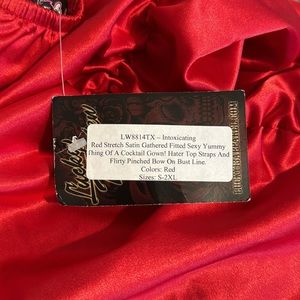 LW8814TX – Intoxicating
Red Stretch Satin Gathered Fitted Sexy Yummy
Thing Of A Cocktail Gown! Hater Top Straps And
Flirty Pinched Bow On Bust Line.
Colors: Red
Sizes: S-2XL